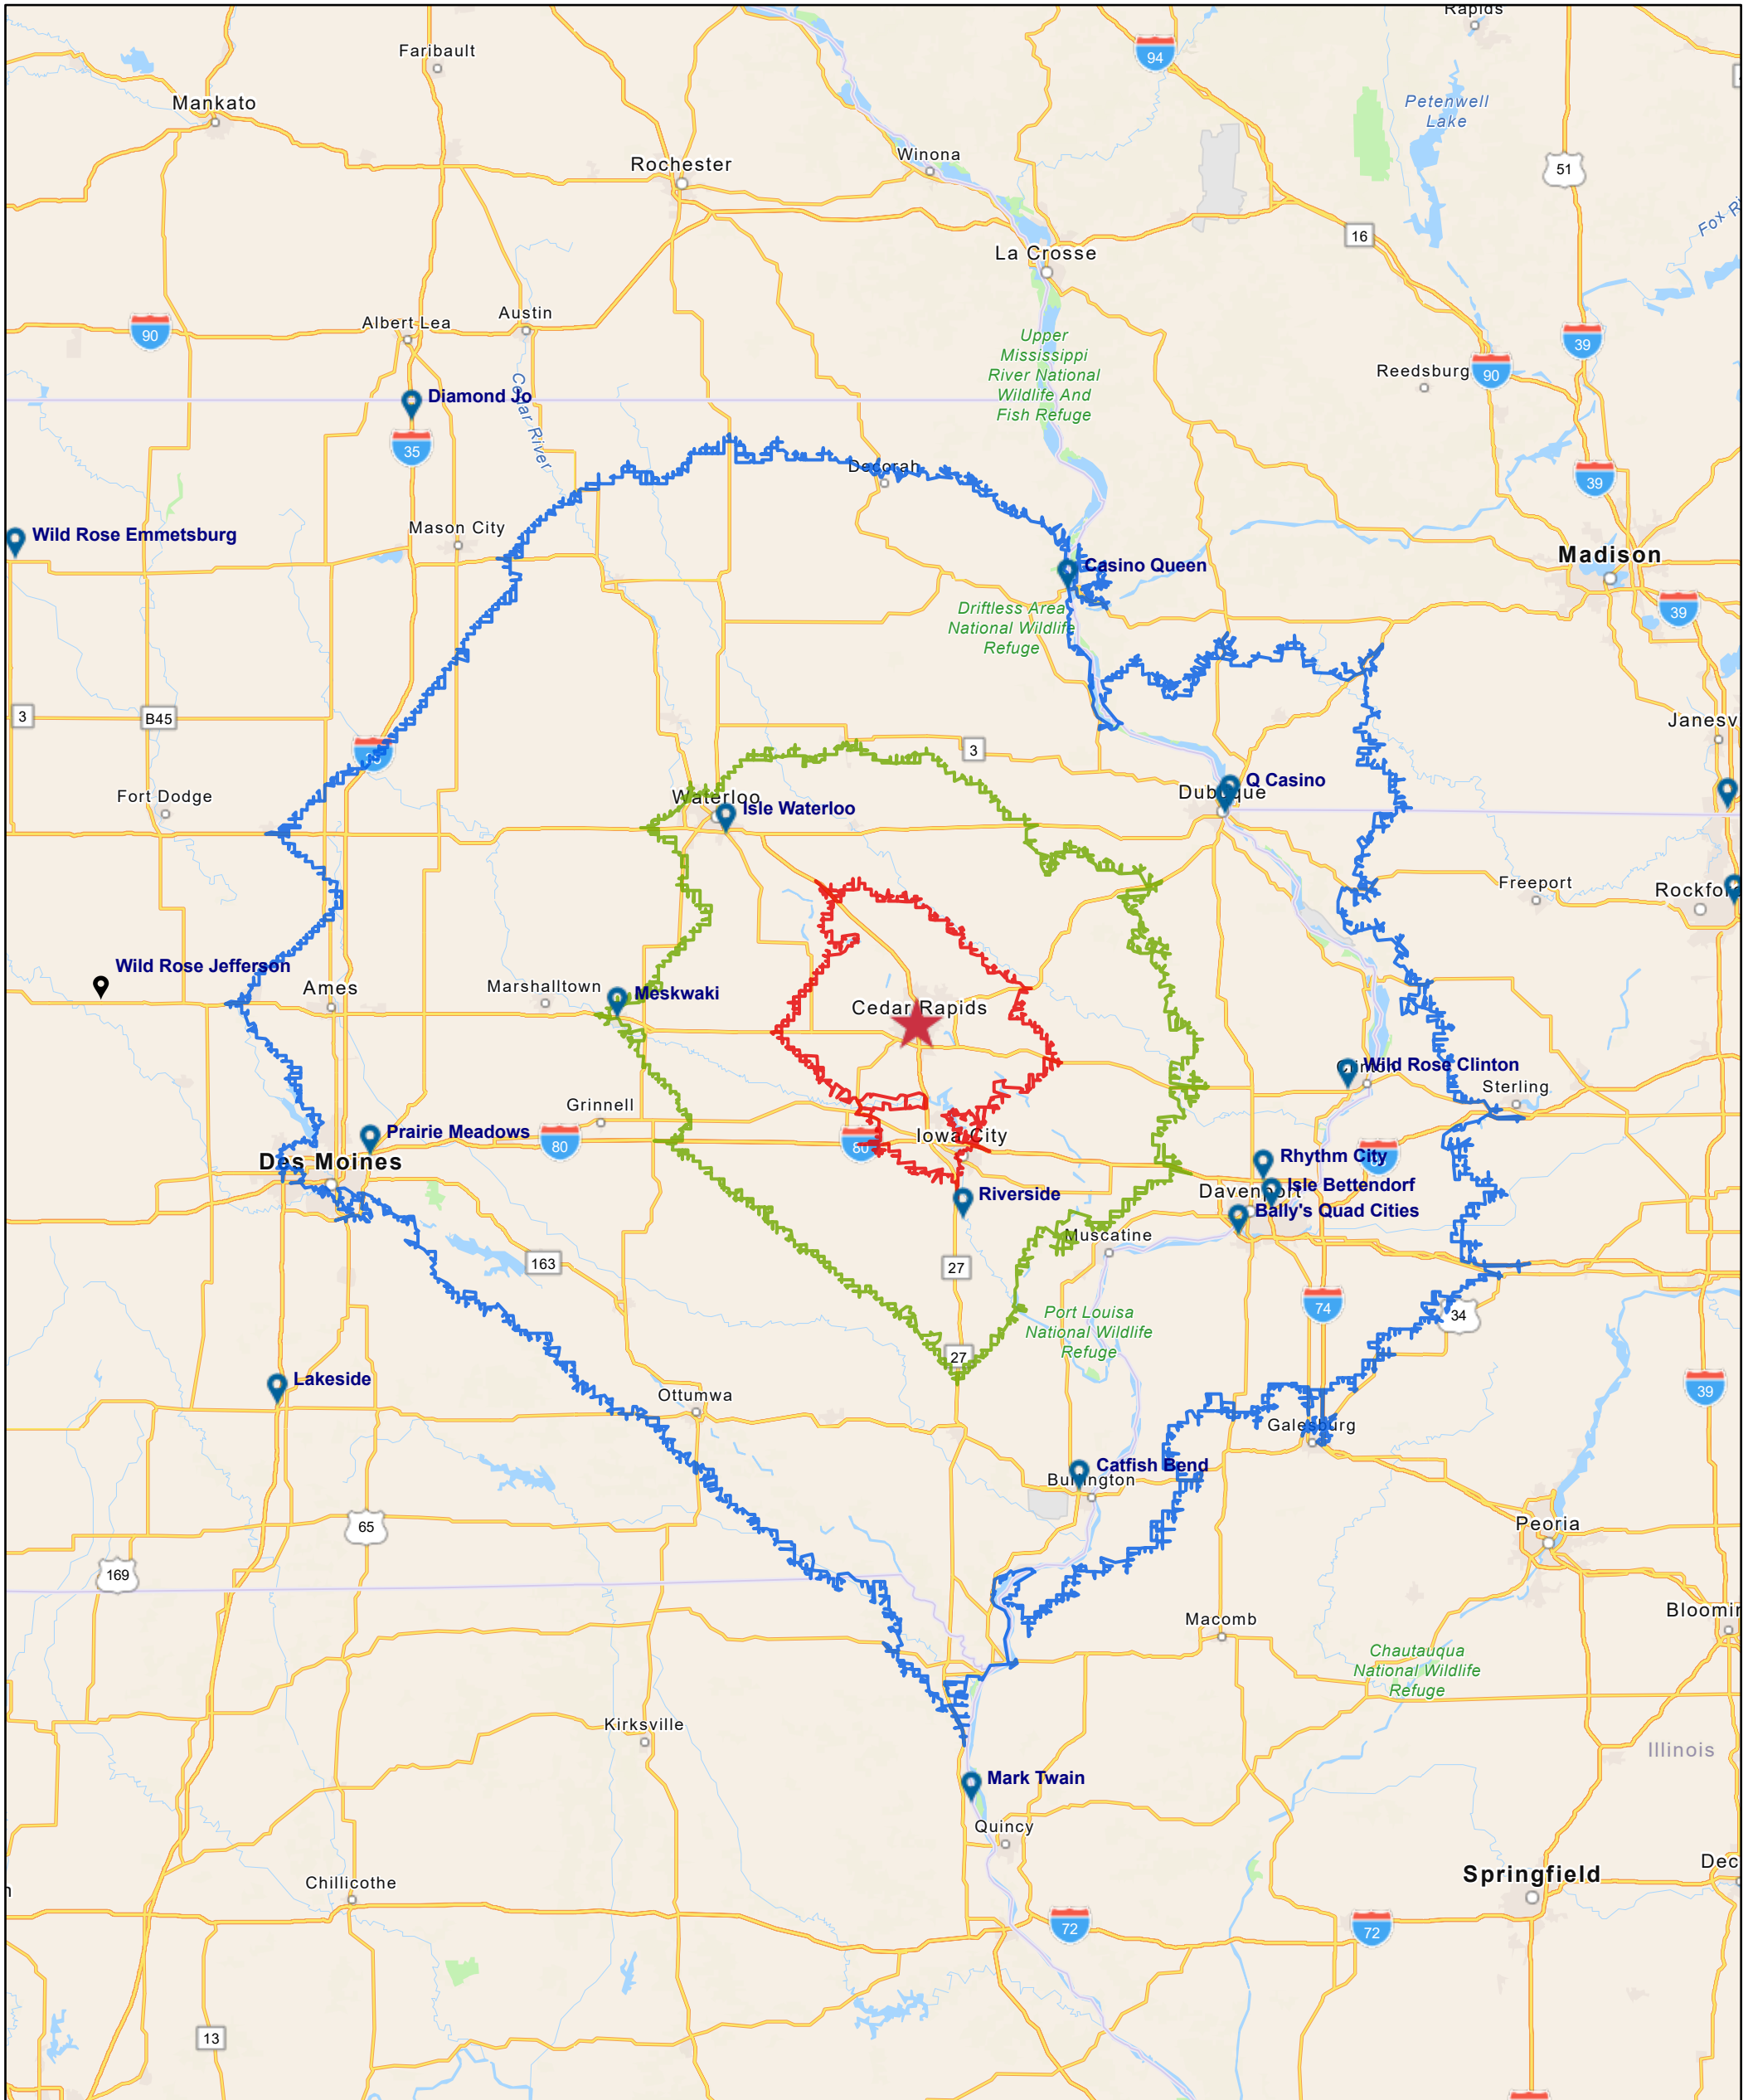 Rapids
Faribault
94
Mankato
Petenwell
Lake
Winona
Rochester
51
Fox Ri
16
La Crosse
Austin
Albert Lea
90
Upper
Mississippi
River National
Wildlife And
Fish Refuge
39
Reedsburg
90
Diamond Jo
Cedar River
35
Decorah
39
Mason City
Wild Rose Emmetsburg
Madison
Casino Queen
Driftless Area
National Wildlife
Refuge
39
3
B45
Janesv
3
Q Casino
Dubuque
Fort Dodge
Waterloo
Isle Waterloo
Freeport
Rockfor
Wild Rose Jefferson
Ames
Marshalltown
Meskwaki
Cedar Rapids
Clinton
Wild Rose Clinton
Sterling
Grinnell
Prairie Meadows
80
80
Iowa City
Des Moines
Rhythm City
Riverside
Davenport
Isle Bettendorf
Bally's Quad Cities
Muscatine
163
27
74
Port Louisa
National Wildlife
Refuge
34
27
Lakeside
39
Ottumwa
Galesburg
Catfish Bend
Burlington
65
Peoria
169
Bloomin
Macomb
Chautauqua
National Wildlife
Refuge
Kirksville
Illinois
Mark Twain
Quincy
Springfield
Dec
Chillicothe
72
72
13